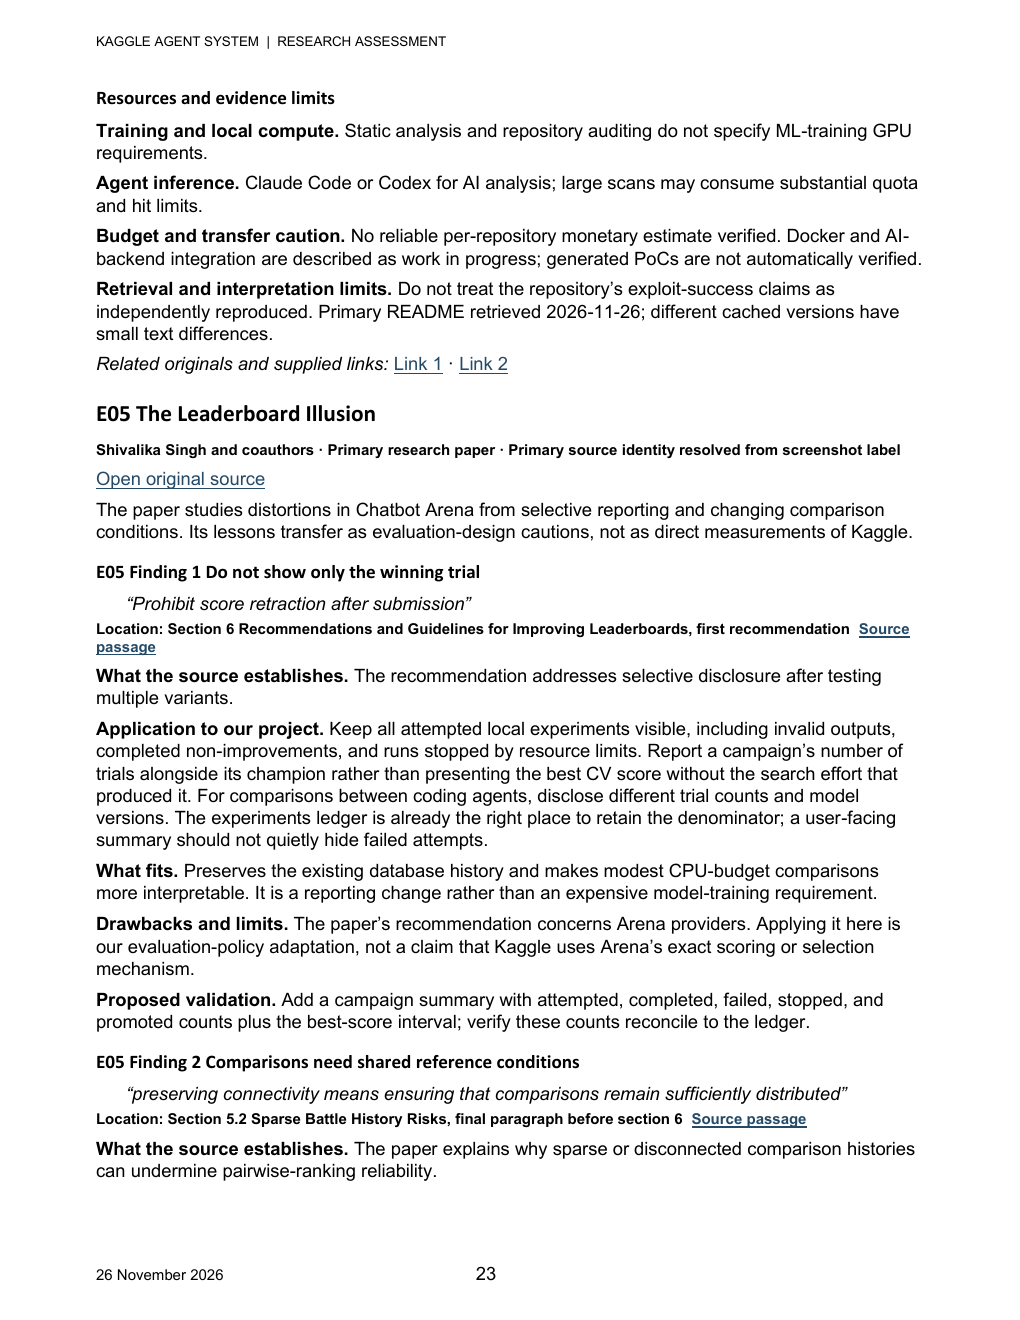 KAGGLE AGENT SYSTEM | RESEARCH ASSESSMENT
Resources and evidence limits
Training and local compute. Static analysis and repository auditing do not specify ML-training GPU
requirements.
Agent inference. Claude Code or Codex for AI analysis; large scans may consume substantial quota
and hit limits.
Budget and transfer caution. No reliable per-repository monetary estimate verified. Docker and AI-
backend integration are described as work in progress; generated PoCs are not automatically verified.
Retrieval and interpretation limits. Do not treat the repository’s exploit-success claims as
independently reproduced. Primary README retrieved 2026-11-26; different cached versions have
small text differences.
Related originals and supplied links: Link 1 · Link 2
E05 The Leaderboard Illusion
Shivalika Singh and coauthors · Primary research paper · Primary source identity resolved from screenshot label
Open original source
The paper studies distortions in Chatbot Arena from selective reporting and changing comparison
conditions. Its lessons transfer as evaluation-design cautions, not as direct measurements of Kaggle.
E05 Finding 1 Do not show only the winning trial
“Prohibit score retraction after submission”
Location: Section 6 Recommendations and Guidelines for Improving Leaderboards, first recommendation Source
passage
What the source establishes. The recommendation addresses selective disclosure after testing
multiple variants.
Application to our project. Keep all attempted local experiments visible, including invalid outputs,
completed non-improvements, and runs stopped by resource limits. Report a campaign’s number of
trials alongside its champion rather than presenting the best CV score without the search effort that
produced it. For comparisons between coding agents, disclose different trial counts and model
versions. The experiments ledger is already the right place to retain the denominator; a user-facing
summary should not quietly hide failed attempts.
What fits. Preserves the existing database history and makes modest CPU-budget comparisons
more interpretable. It is a reporting change rather than an expensive model-training requirement.
Drawbacks and limits. The paper’s recommendation concerns Arena providers. Applying it here is
our evaluation-policy adaptation, not a claim that Kaggle uses Arena’s exact scoring or selection
mechanism.
Proposed validation. Add a campaign summary with attempted, completed, failed, stopped, and
promoted counts plus the best-score interval; verify these counts reconcile to the ledger.
E05 Finding 2 Comparisons need shared reference conditions
“preserving connectivity means ensuring that comparisons remain sufficiently distributed”
Location: Section 5.2 Sparse Battle History Risks, final paragraph before section 6 Source passage
What the source establishes. The paper explains why sparse or disconnected comparison histories
can undermine pairwise-ranking reliability.
26 November 2026
23